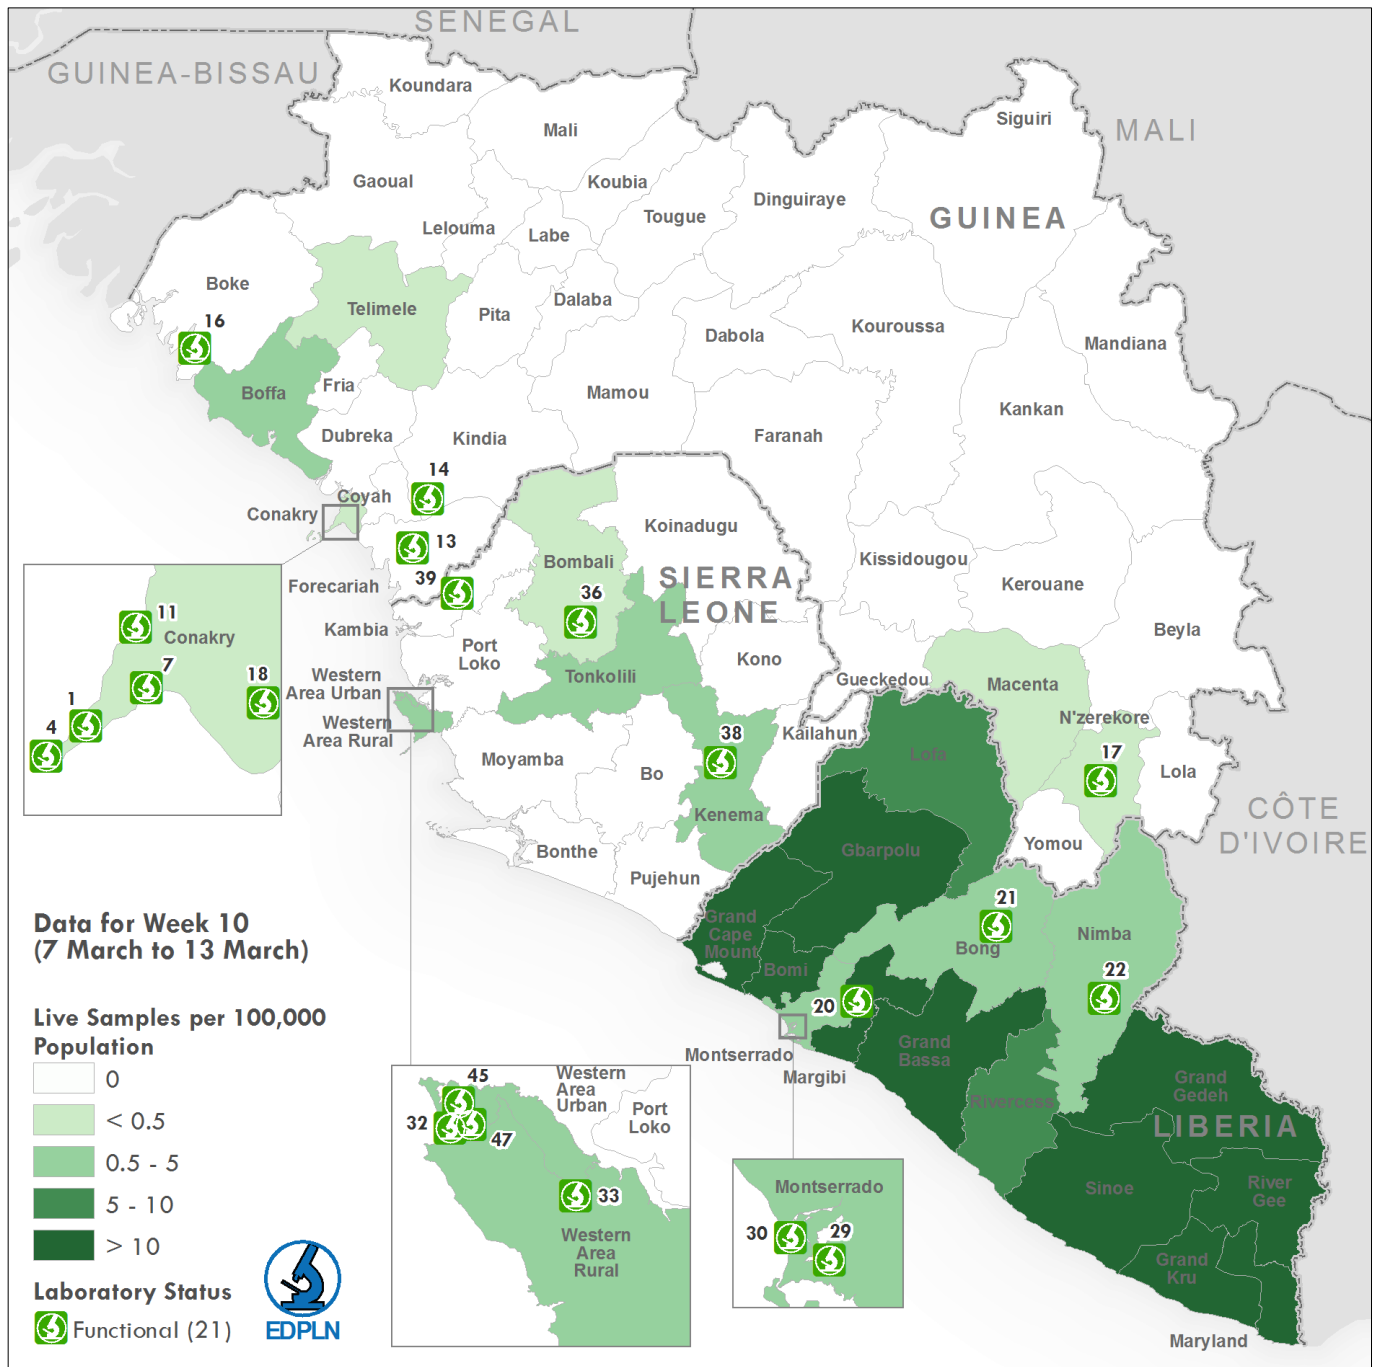 SENEGAL
GUINEA-BISSAU
Koundara
Mali
Siguiri
MALI
Gaoual
Koubia
Dinguiraye
Tougue
GUINEA
Lelouma
Labe
Boke
Telimele
Pita
Dalaba
Dabola
Kouroussa
Mandiana
16
Boffa
Fria
Mamou
Kankan
Dubreka
Kindia
Faranah
14
Coyah
Conakry
Koinadugu
13
Bombali
Kissidougou
39
Forecariah
SIERRA
LEONE
Kerouane
36
Kambia
Beyla
Port
Loko
Kono
Western
Area Urban
Tonkolili
Gueckedou
Macenta
Western
Area Rural
N'zerekore
38
Kailahun
17
Moyamba
Bo
Lofa
Lola
Kenema
CÔTE
D'IVOIRE
Bonthe
Gbarpolu
Yomou
Pujehun
21
Grand
Cape
Mount
Bong
Nimba
Bomi
22
20
Montserrado
Margibi
Grand
Bassa
Rivercess
Grand
Gedeh
LIBERIA
Sinoe
River
Gee
Grand
Kru
Maryland
11
Conakry
7
18
1
4
45
Western
Area
Urban
Port
Loko
32
47
33
Western
Area
Rural
Montserrado
30
29
Data for Week 10
(7 March to 13 March)
Live Samples per 100,000
Population
0
< 0.5
0.5 - 5
5 - 10
> 10
Laboratory Status
Functional (21)
EDPLN